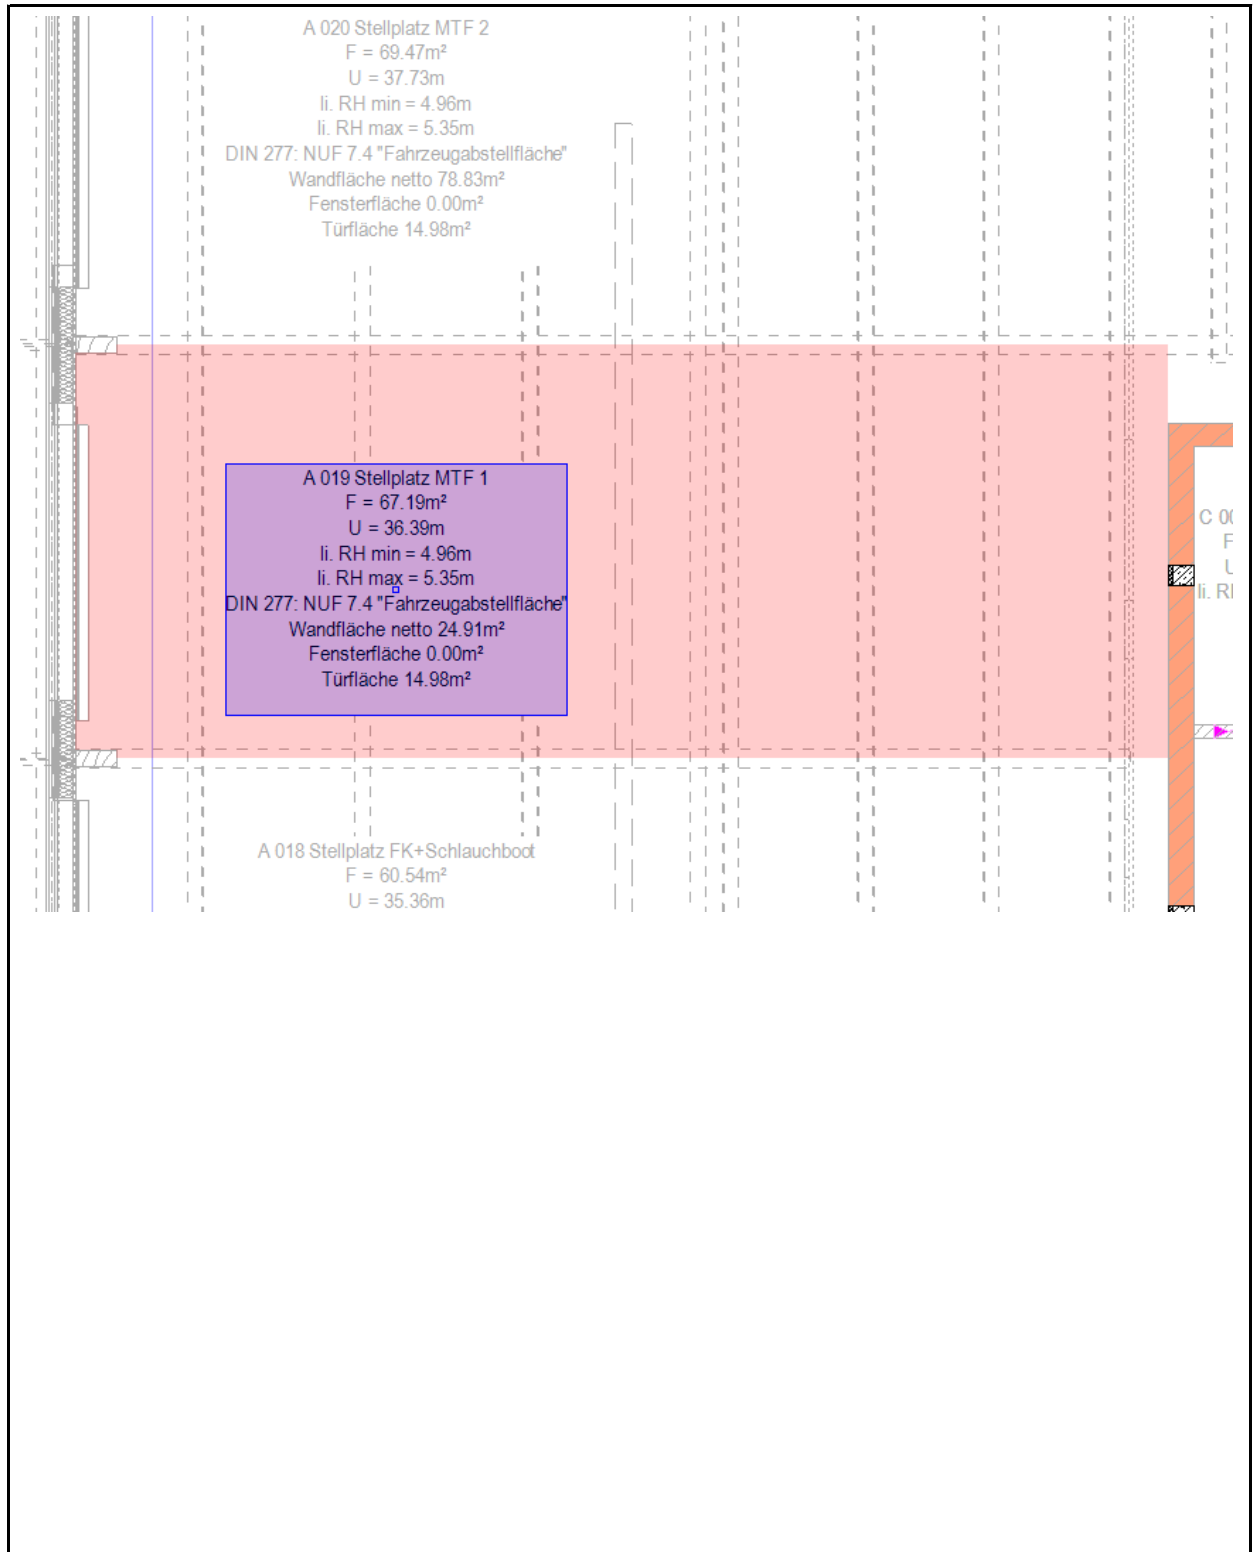 A 020 Stellplatz MTF 2
F = 69.47m²
U = 37.73m
li. RH min = 4.96m
li. RH max = 5.35m
DIN 277: NUF 7.4 "Fahrzeugabstellfläche"
Wandfläche netto 78.83m²
Fensterfläche 0.00m²
Türfläche 14.98m²
A 019 Stellplatz MTF 1
F = 67.19m²
U = 36.39m
li. RH min = 4.96m
li. RH max = 5.35m
DIN 277: NUF 7.4 "Fahrzeugabstellfläche"
Wandfläche netto 24.91m²
Fensterfläche 0.00m²
Türfläche 14.98m²
C 00
F
U
li. R
A 018 Stellplatz FK+Schlauchboot
F = 60.54m²
U = 35.36m